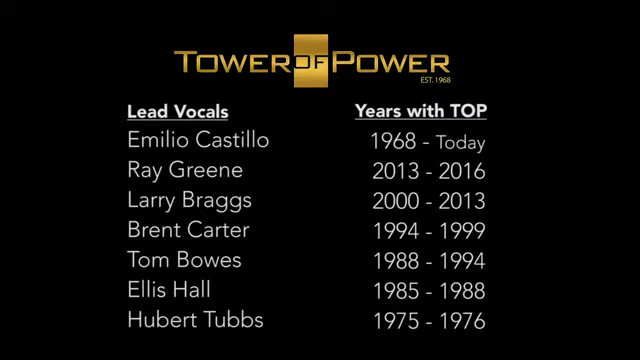 TOWER OF POWER
EST. 1968
Lead Vocals Years with TOP
Emilio Castillo 1968 - Today
Ray Greene 2013 - 2016
Larry Braggs 2000 - 2013
Brent Carter 1994 - 1999
Tom Bowes 1988 - 1994
Ellis Hall 1985 - 1988
Hubert Tubbs 1975 - 1976